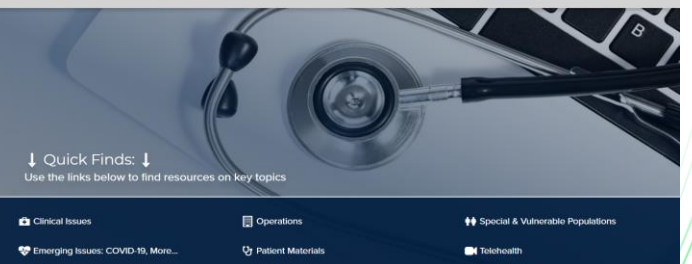 B
Quick Finds:
Use the links below to find resources on key topics
Clinical Issues
Operations
Special & Vulnerable Populations
Emerging Issues: COVID-19, More...
Patient Materials
Telehealth